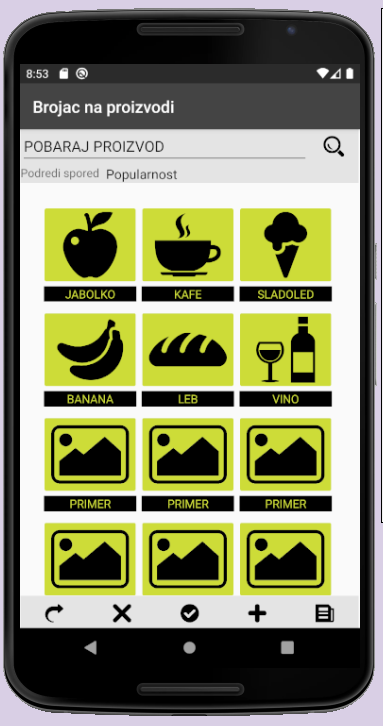 8:53
Brojac na proizvodi
POBARAJ PROIZVOD
Podredi spored Popularnost
JABOLKO KAFE SLADOLED
BANANA LEB VINO
PRIMER PRIMER PRIMER